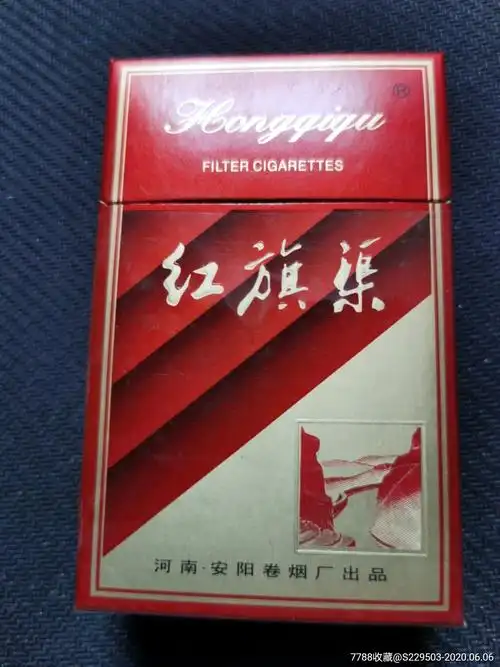 Hongqiqu ®
FILTER CIGARETTES
红旗渠
河南·安阳卷烟厂出品
7788收藏@S229503-2020.06.06